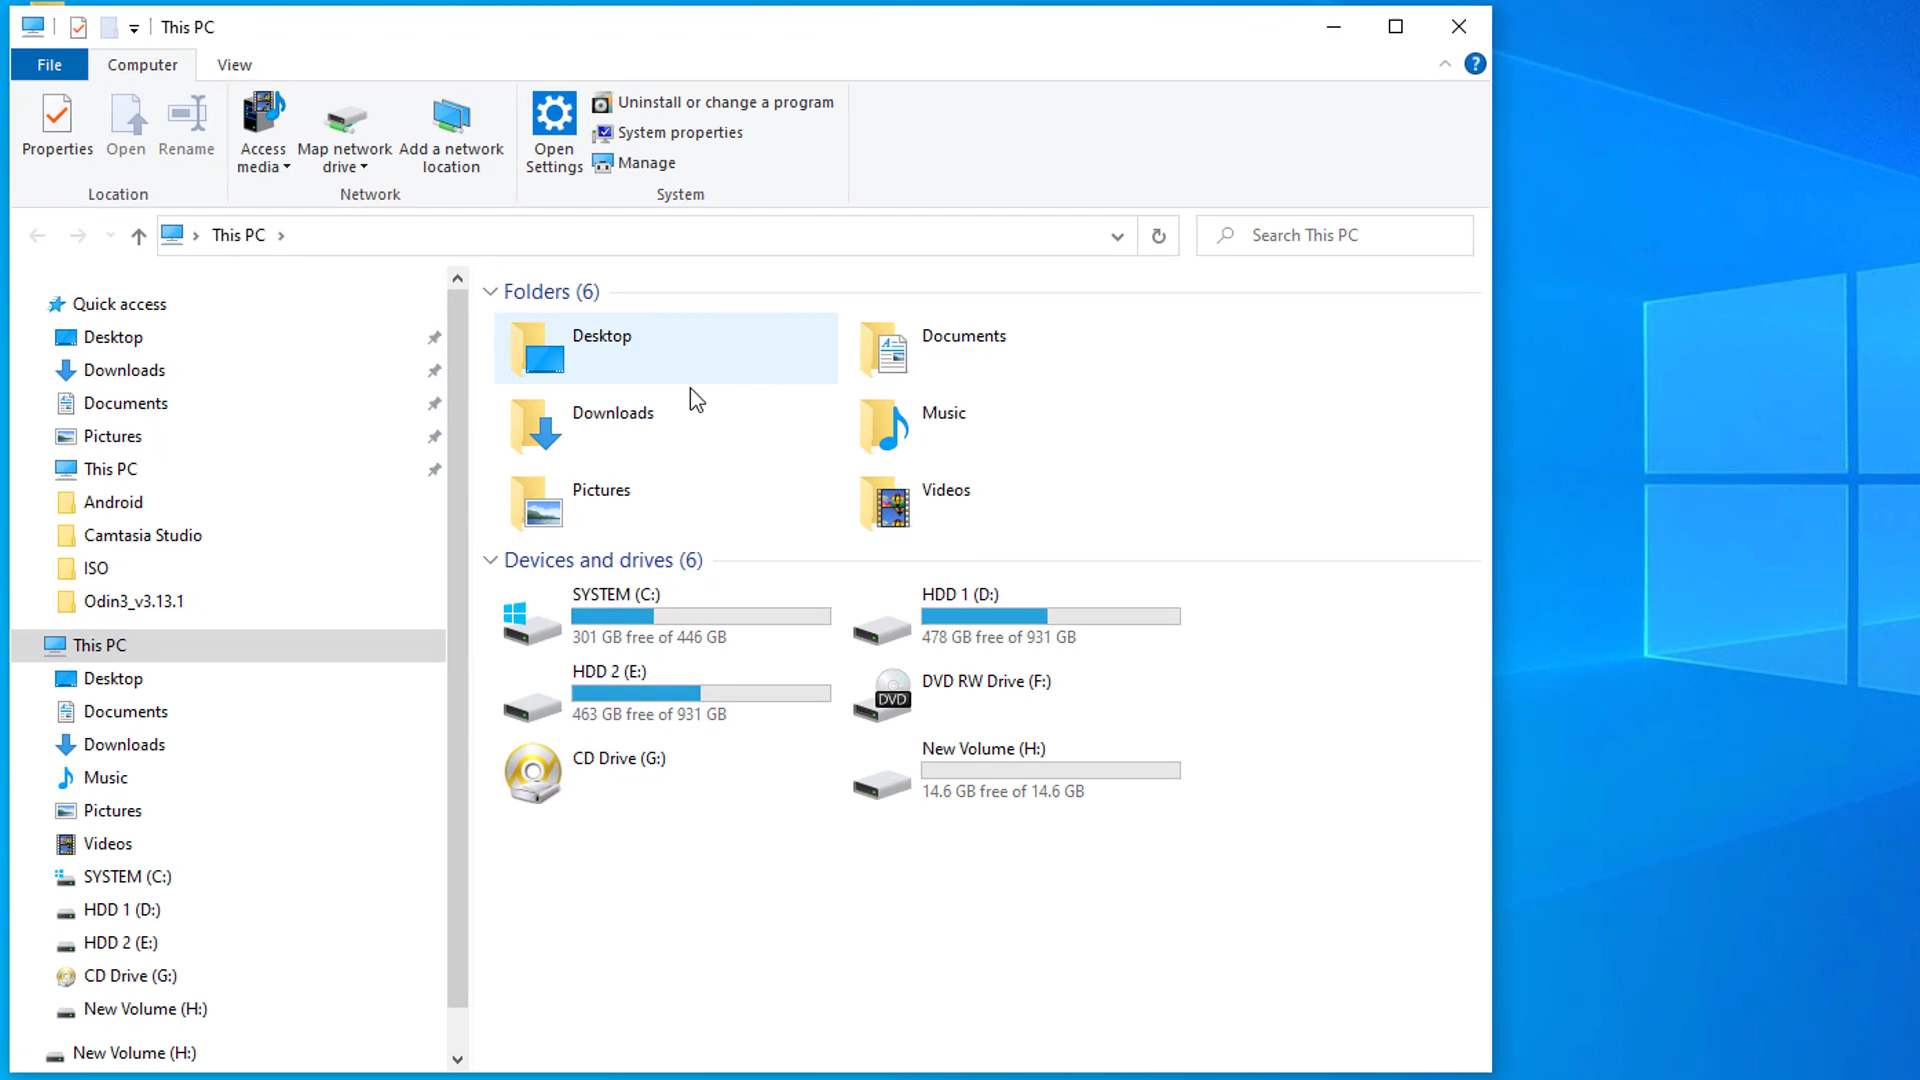 This PC
File
Computer
View
?
Properties
Open
Rename
Access media
Map network drive
Add a network location
Open Settings
Uninstall or change a program
System properties
Manage
Location
Network
System
This PC
Search This PC
Quick access
Desktop
Downloads
Documents
Pictures
This PC
Android
Camtasia Studio
ISO
Odin3_v3.13.1
This PC
Desktop
Documents
Downloads
Music
Pictures
Videos
SYSTEM (C:)
HDD 1 (D:)
HDD 2 (E:)
CD Drive (G:)
New Volume (H:)
New Volume (H:)
Folders (6)
Desktop
Documents
Downloads
Music
Pictures
Videos
Devices and drives (6)
SYSTEM (C:)
301 GB free of 446 GB
HDD 1 (D:)
478 GB free of 931 GB
HDD 2 (E:)
463 GB free of 931 GB
DVD RW Drive (F:)
DVD
CD Drive (G:)
New Volume (H:)
14.6 GB free of 14.6 GB